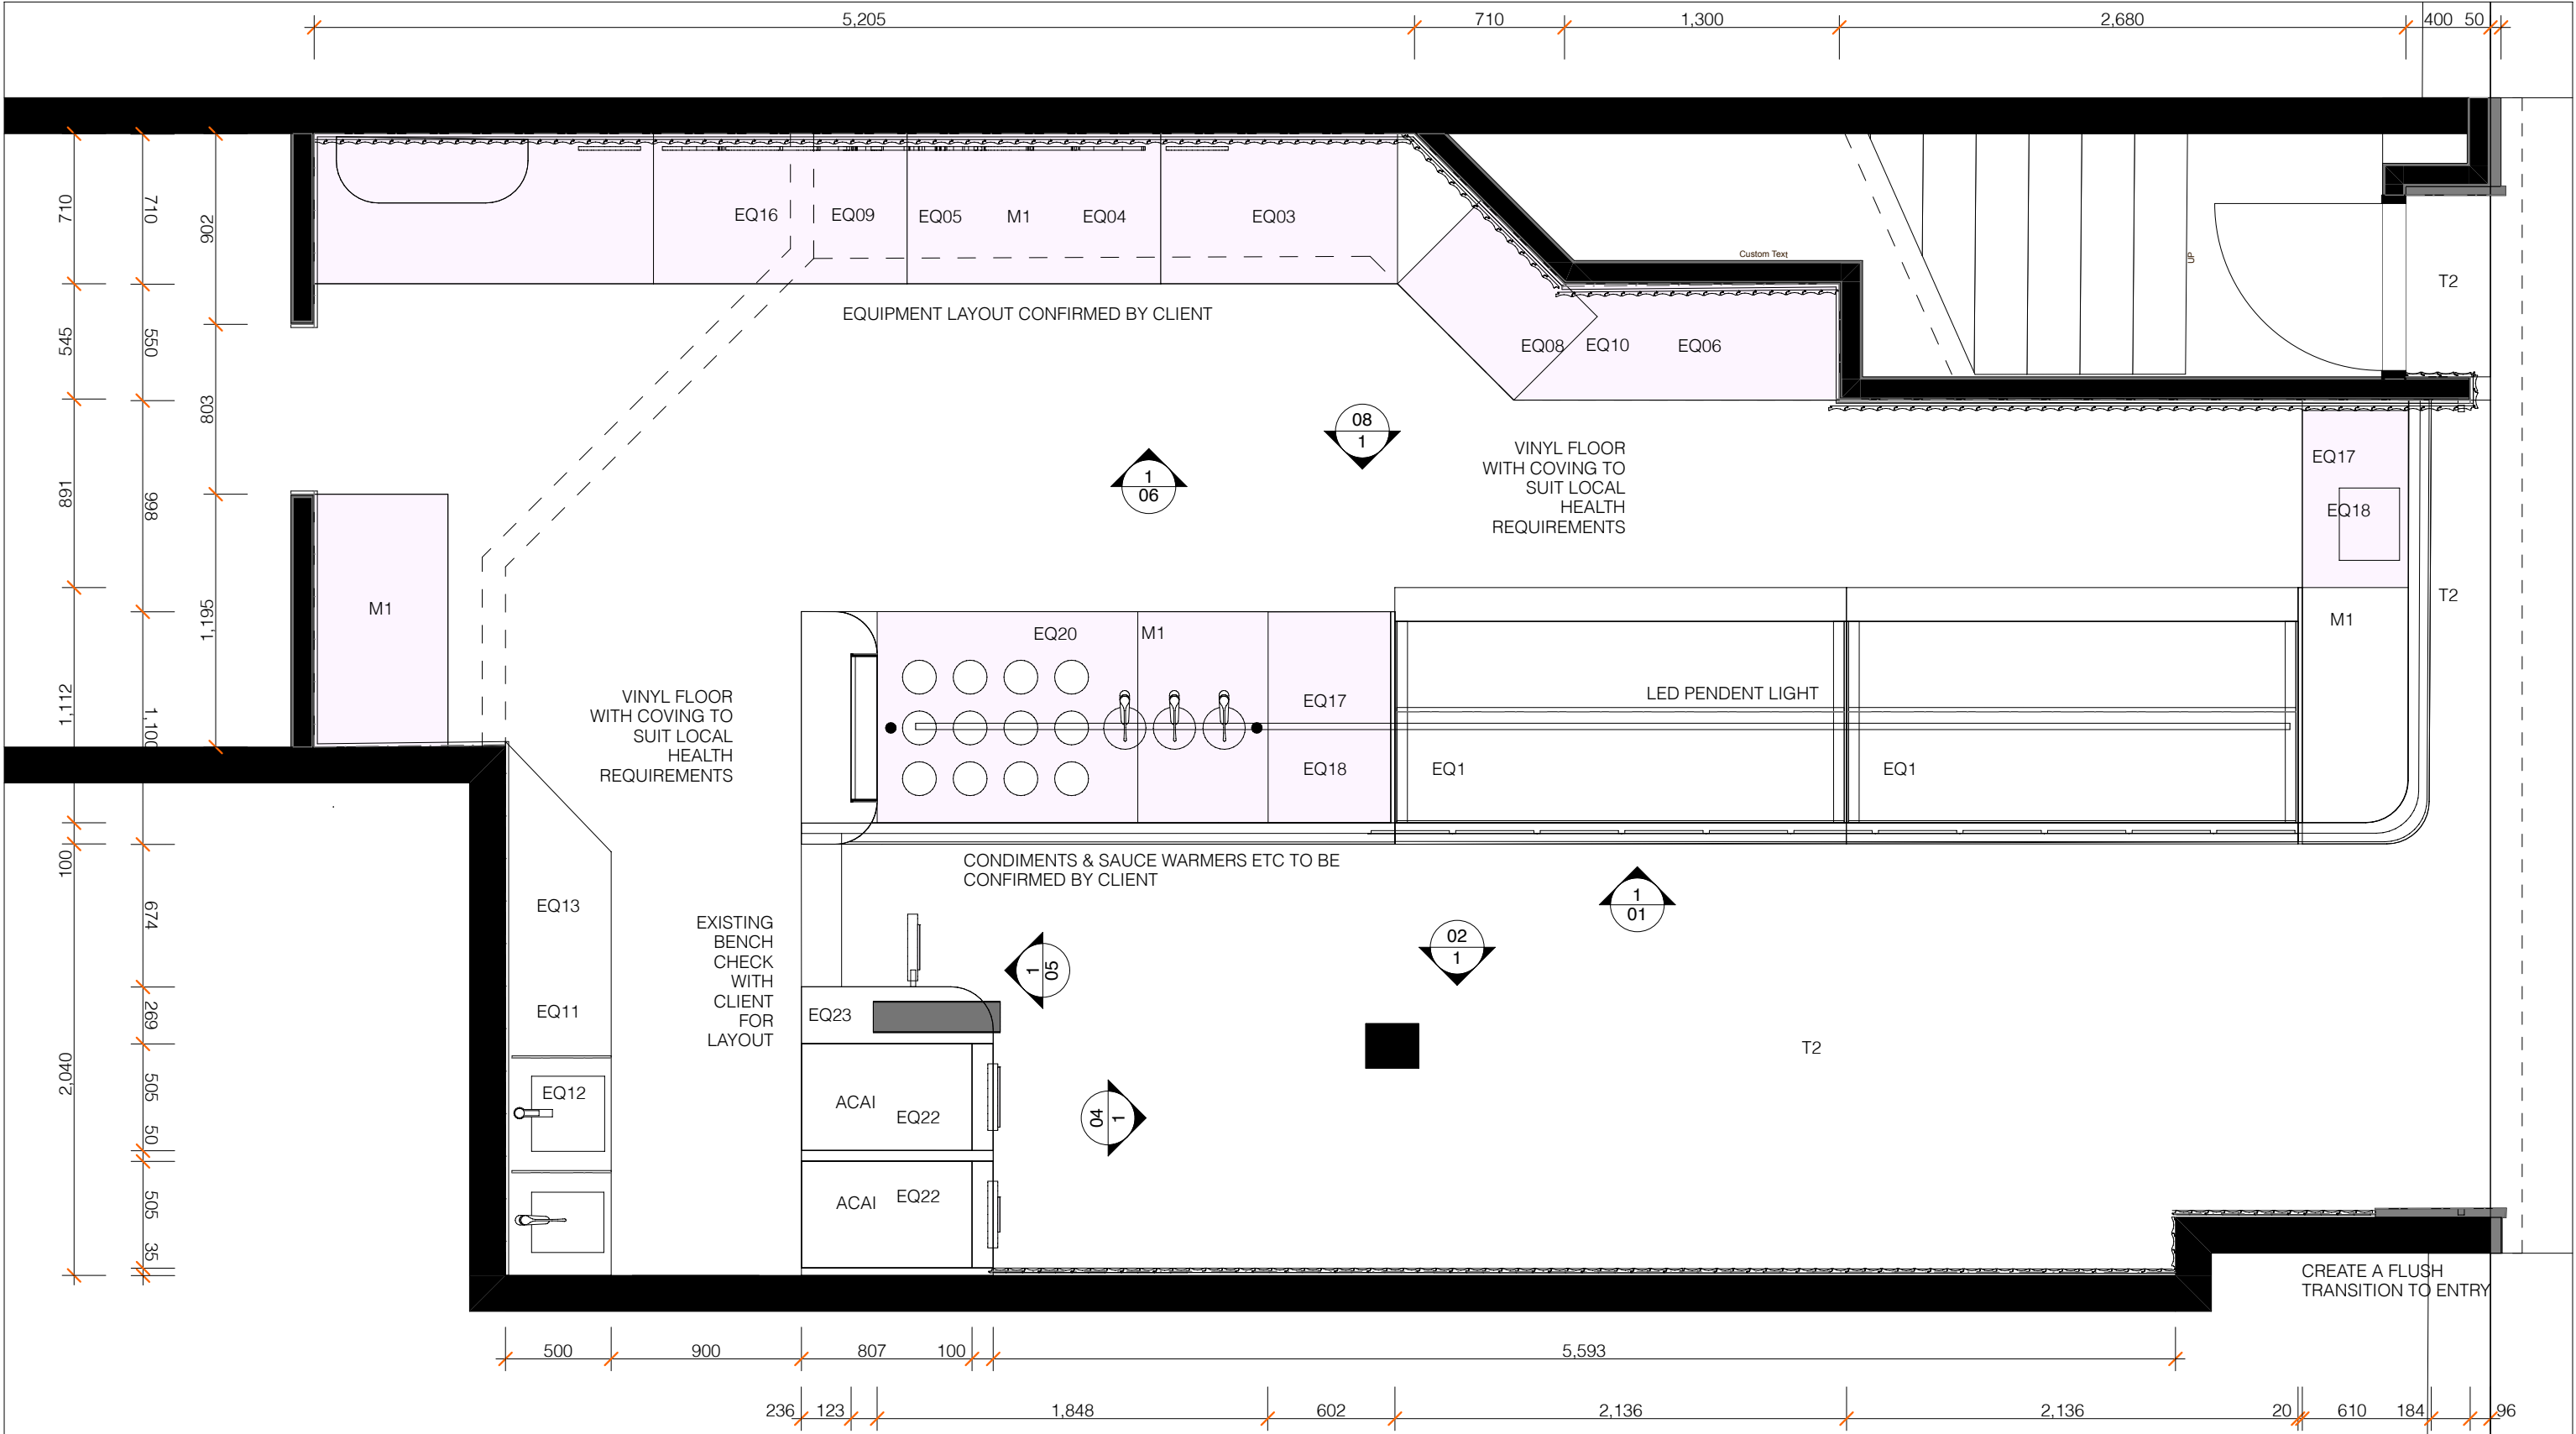 5,205
710
1,300
2,680
400
50
710
710
902
545
550
803
891
998
1,195
1,112
1,100
100
674
269
2,040
505
50
505
35
EQ16
EQ09
EQ05
M1
EQ04
EQ03
EQUIPMENT LAYOUT CONFIRMED BY CLIENT
Custom Text
UP
T2
EQ08
EQ10
EQ06
08
1
1
06
VINYL FLOOR
WITH COVING TO
SUIT LOCAL
HEALTH
REQUIREMENTS
EQ17
EQ18
T2
M1
M1
EQ20
M1
EQ17
EQ18
LED PENDENT LIGHT
EQ1
EQ1
VINYL FLOOR
WITH COVING TO
SUIT LOCAL
HEALTH
REQUIREMENTS
CONDIMENTS & SAUCE WARMERS ETC TO BE
CONFIRMED BY CLIENT
1
01
02
1
1
05
04
1
EXISTING
BENCH
CHECK
WITH
CLIENT
FOR
LAYOUT
EQ13
EQ11
EQ12
EQ23
ACAI
EQ22
ACAI
EQ22
T2
CREATE A FLUSH
TRANSITION TO ENTRY
500
900
807
100
5,593
236
123
1,848
602
2,136
2,136
20
610
184
96